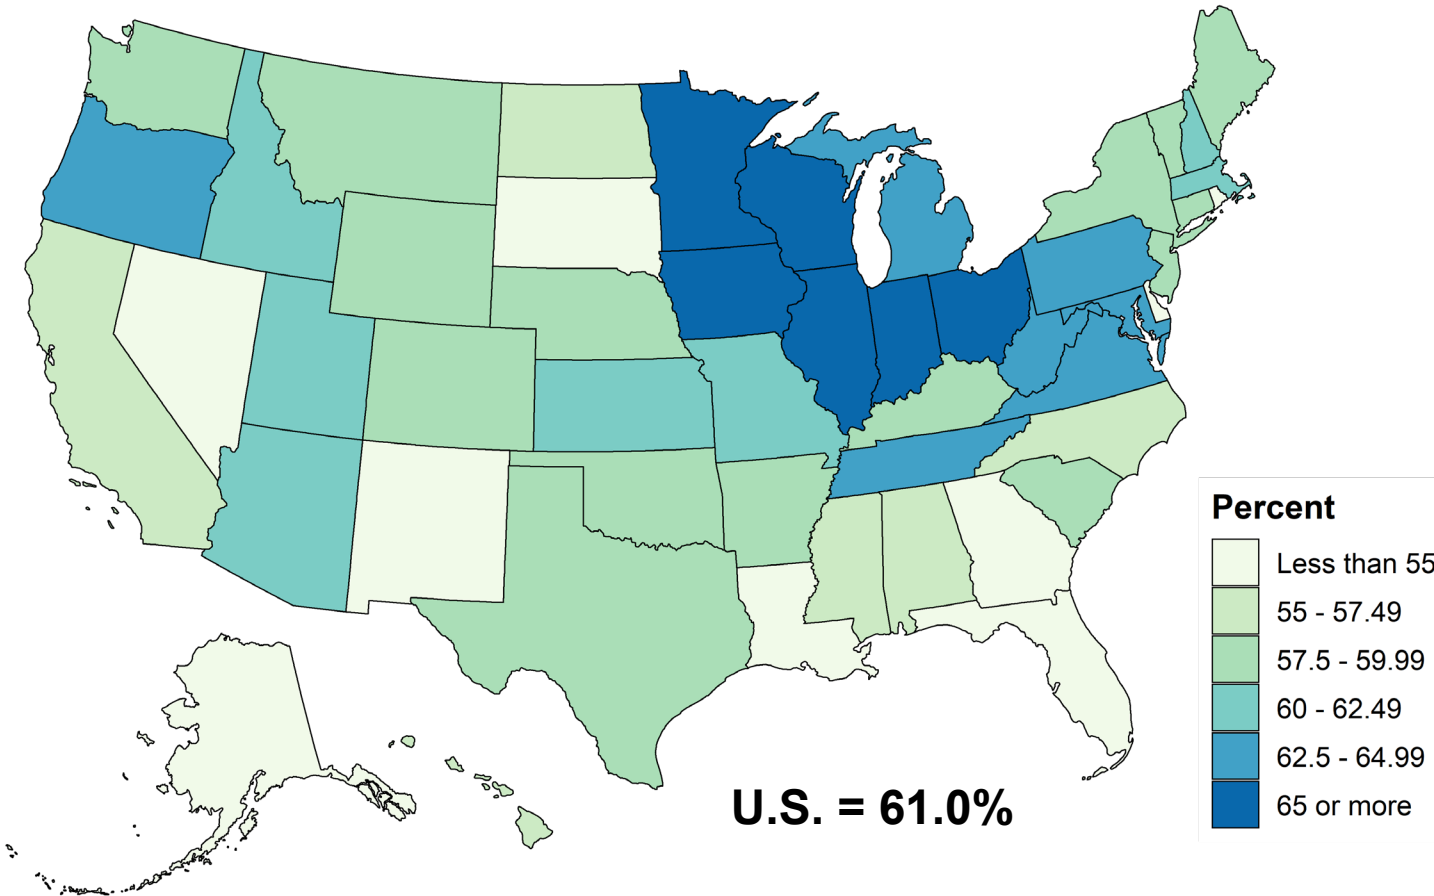 Percent
Less than 55
55 - 57.49
57.5 - 59.99
60 - 62.49
62.5 - 64.99
65 or more
U.S. = 61.0%